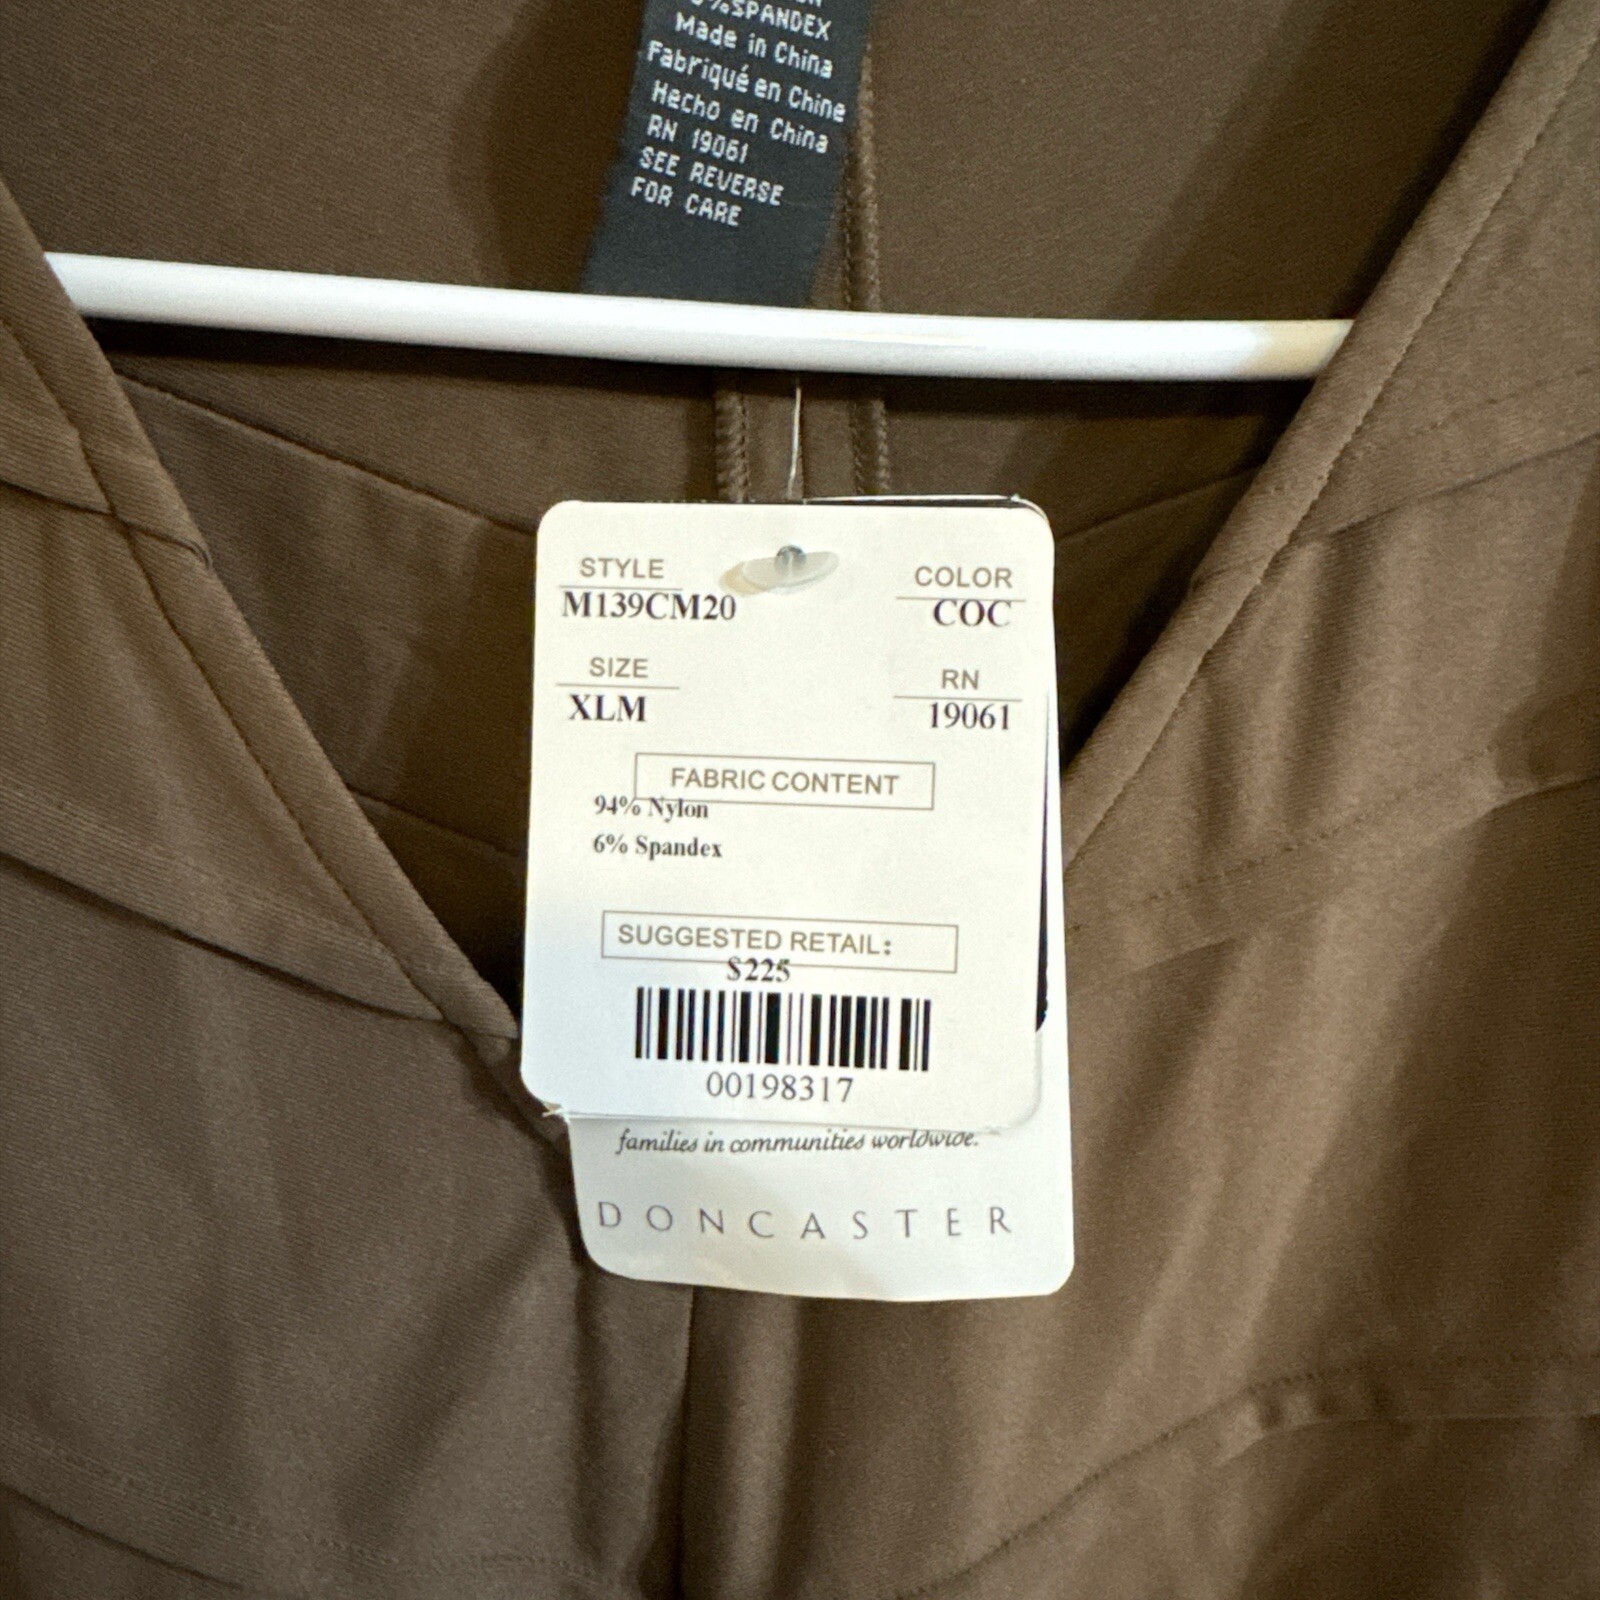 %SPANDEX
Made in China
Fabriqué en Chine
Hecho en China
RN 19061
SEE REVERSE
FOR CARE
STYLE
M139CM20
COLOR
COC
SIZE
XLM
RN
19061
FABRIC CONTENT
94% Nylon
6% Spandex
SUGGESTED RETAIL:
$225
00198317
families in communities worldwide.
DONCASTER